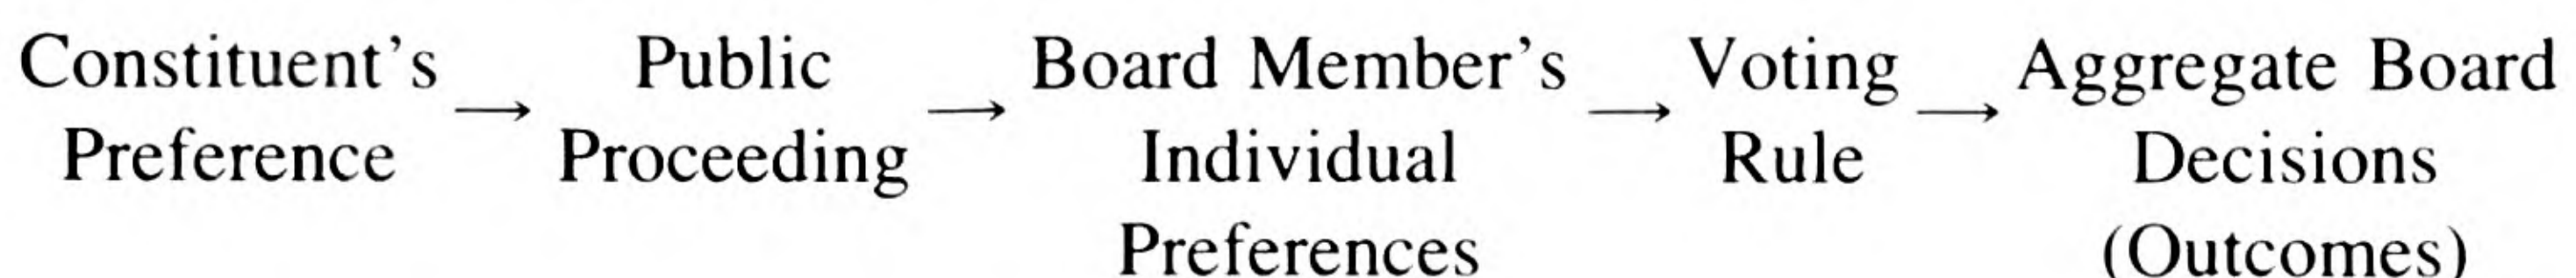 Constituent's
Preference
→
Public
Proceeding
→
Board Member's
Individual
Preferences
→
Voting
Rule
→
Aggregate Board
Decisions
(Outcomes)